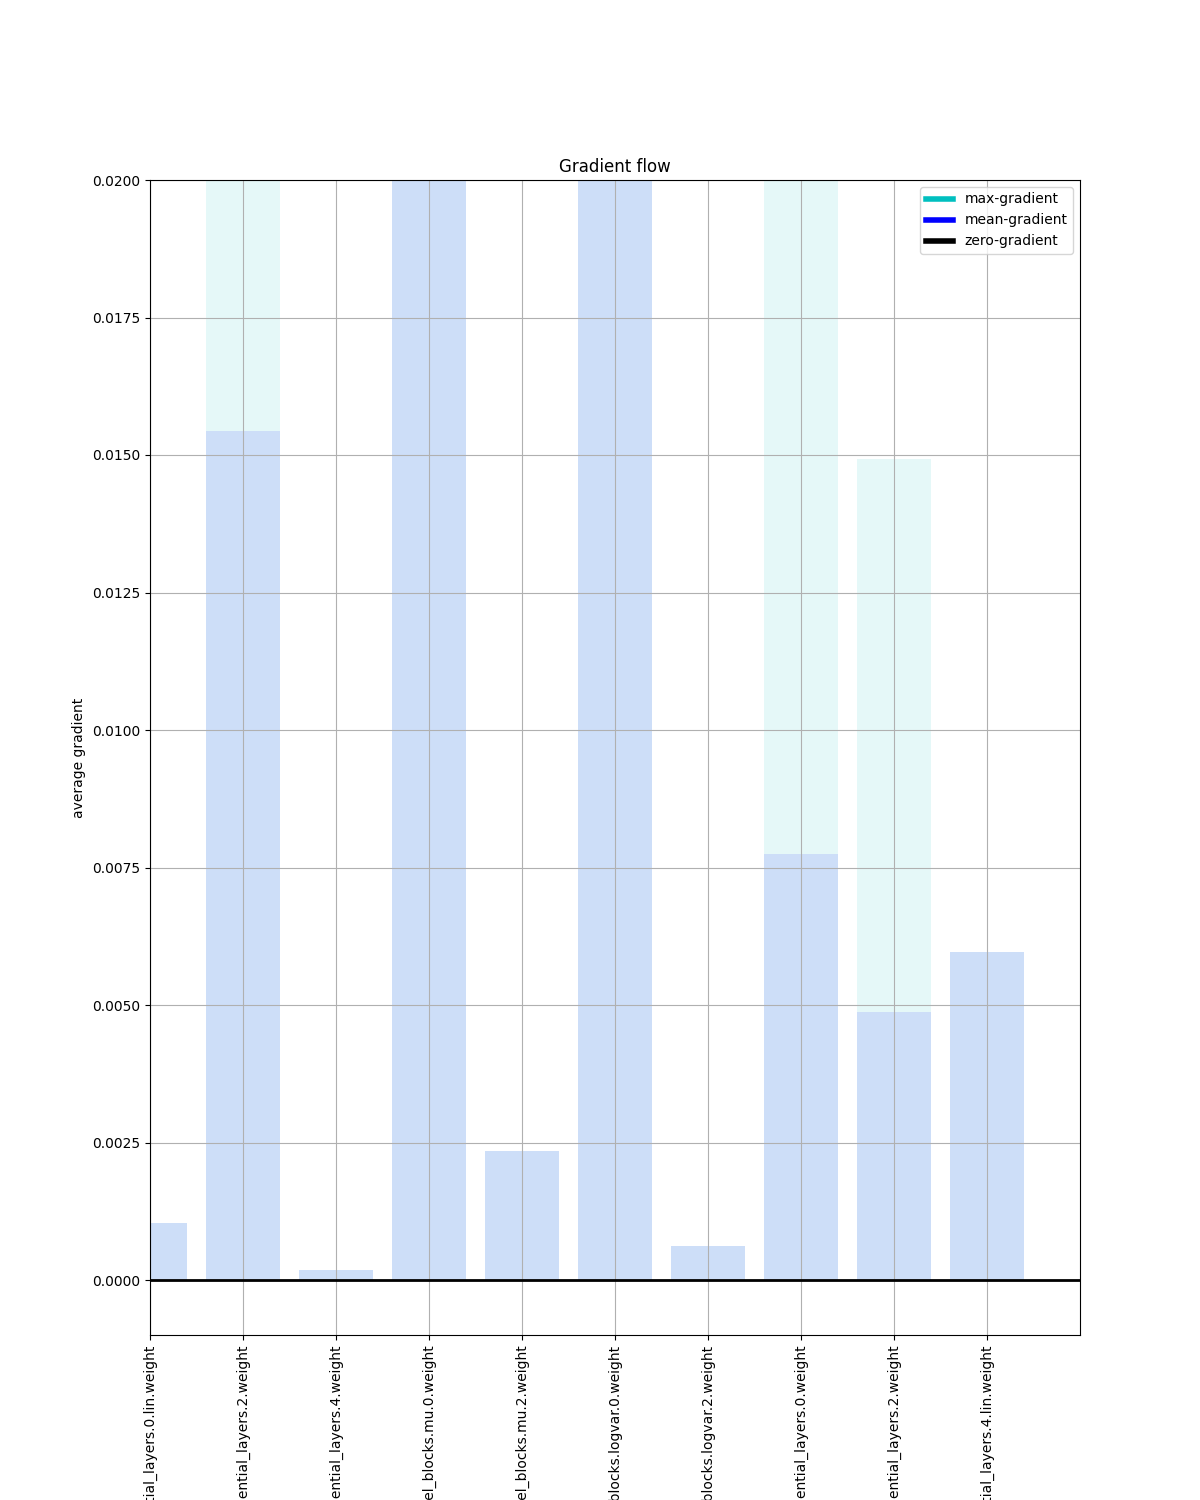 Gradient flow
max-gradient
mean-gradient
zero-gradient
0.0200
0.0175
0.0150
0.0125
0.0100
0.0075
0.0050
0.0025
0.0000
average gradient
tial_layers.0.lin.weight
ential_layers.2.weight
ential_layers.4.weight
el_blocks.mu.0.weight
el_blocks.mu.2.weight
blocks.logvar.0.weight
blocks.logvar.2.weight
ential_layers.0.weight
ential_layers.2.weight
tial_layers.4.lin.weight